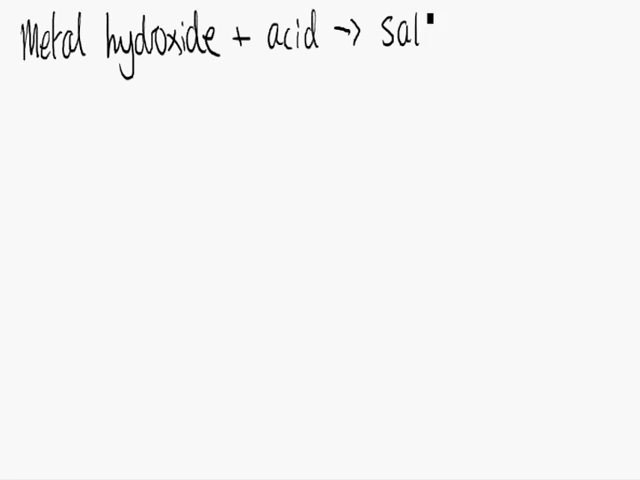 Metal hydroxide + acid → Sal